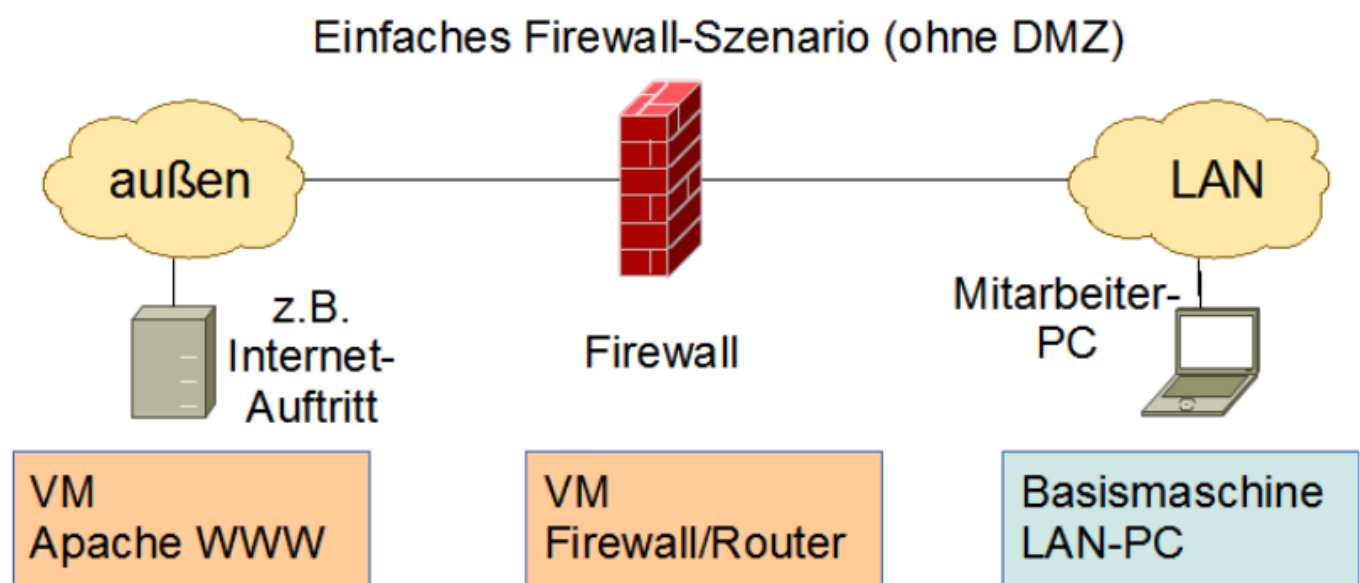 Einfaches Firewall-Szenario (ohne DMZ)
außen
LAN
z.B.
Internet-
Auftritt
Firewall
Mitarbeiter-
PC
VM
Apache WWW
VM
Firewall/Router
Basismaschine
LAN-PC